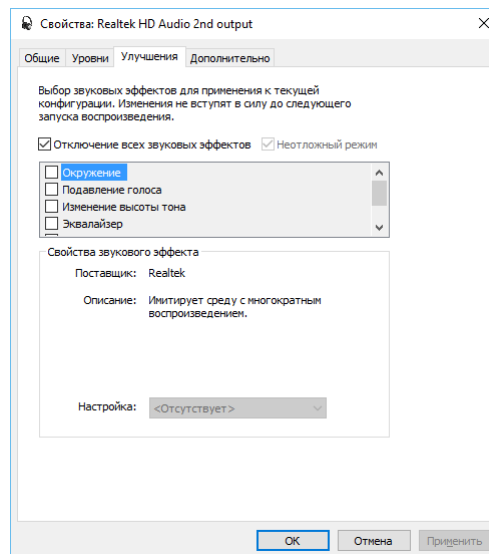 Свойства: Realtek HD Audio 2nd output
Общие Уровни Улучшения Дополнительно
Выбор звуковых эффектов для применения к текущей
конфигурации. Изменения не вступят в силу до следующего
запуска воспроизведения.
Отключение всех звуковых эффектов Неотложный режим
Окружение
Подавление голоса
Изменение высоты тона
Эквалайзер
Свойства звукового эффекта
Поставщик: Realtek
Описание: Имитирует среду с многократным
воспроизведением.
Настройка: <Отсутствует>
OK Отмена Применить